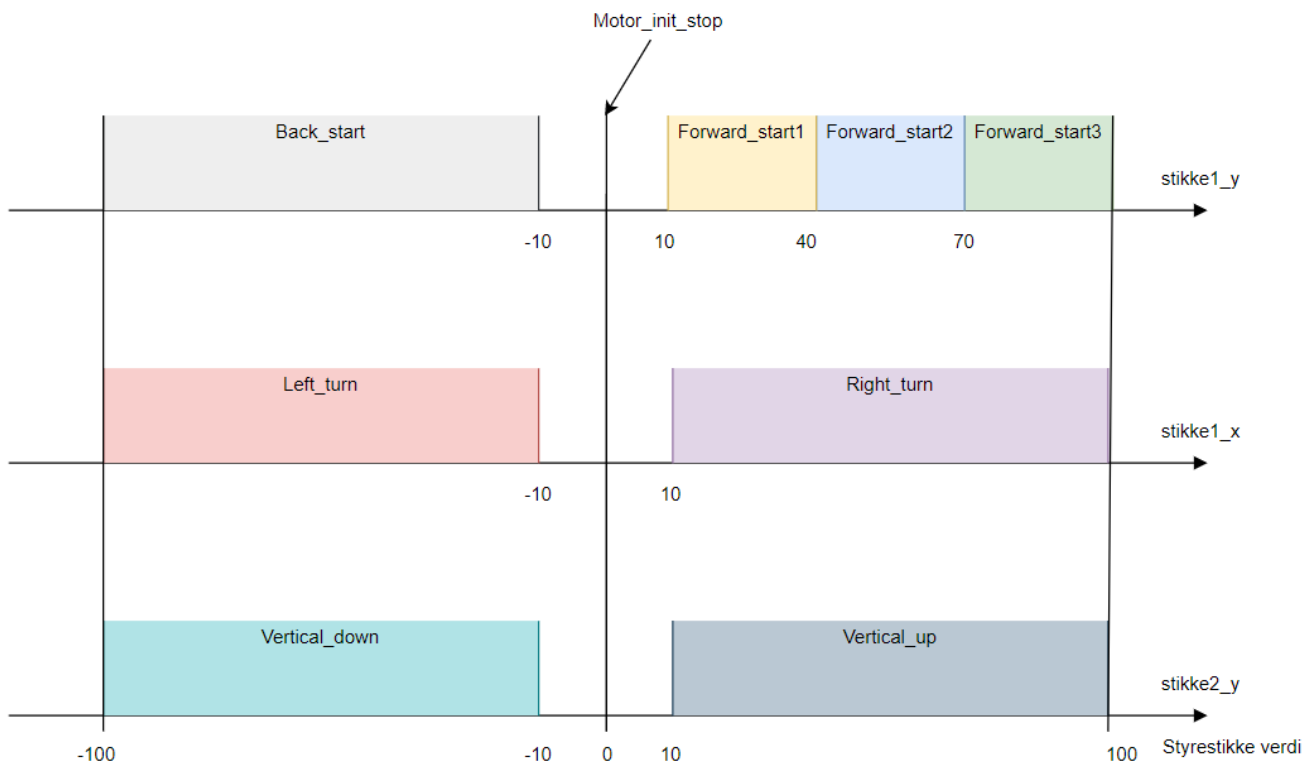 Motor_init_stop
Back_start
Forward_start1
Forward_start2
Forward_start3
stikke1_y
-10
10
40
70
Left_turn
Right_turn
stikke1_x
-10
10
Vertical_down
Vertical_up
stikke2_y
-100
-10
0
10
100
Styrestikke verdi